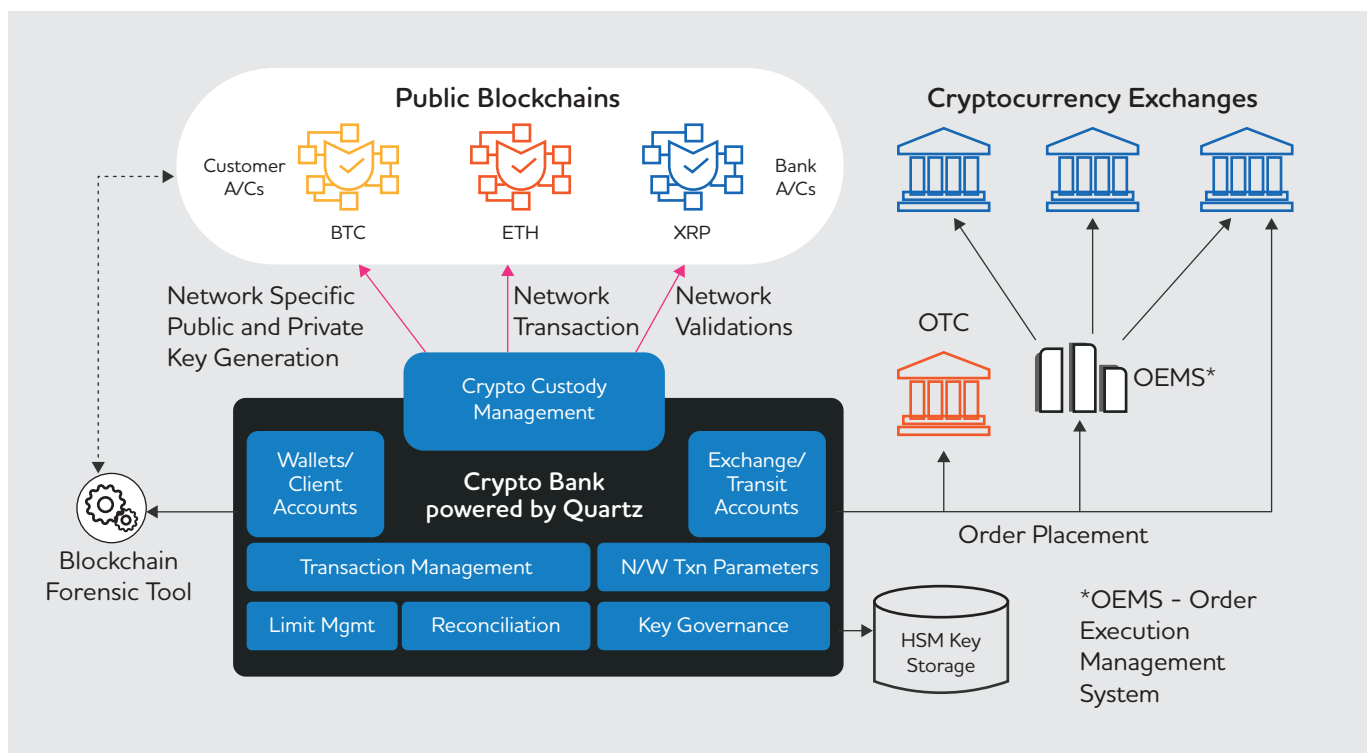 Public Blockchains
Customer
A/Cs
Bank
A/Cs
BTC
ETH
XRP
Cryptocurrency Exchanges
Network Specific
Public and Private
Key Generation
Network
Transaction
Network
Validations
OTC
OEMS*
Crypto Custody
Management
Wallets/
Client
Accounts
Crypto Bank
powered by Quartz
Exchange/
Transit
Accounts
Transaction Management
N/W Txn Parameters
Limit Mgmt
Reconciliation
Key Governance
Blockchain
Forensic Tool
Order Placement
HSM Key
Storage
*OEMS - Order
Execution
Management
System